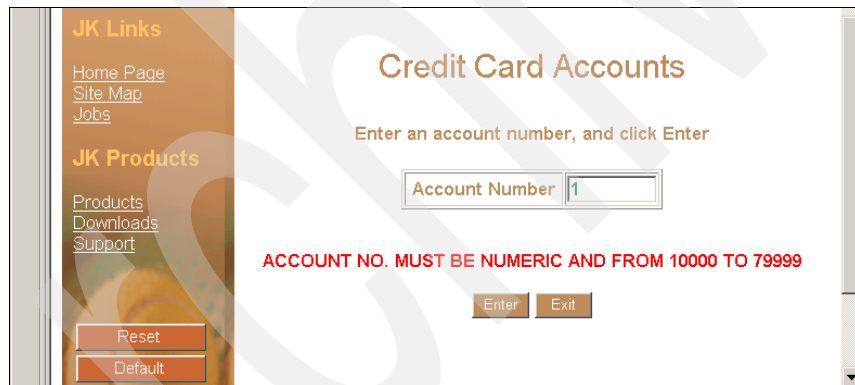 JK Links
Home Page
Site Map
Jobs
JK Products
Products
Downloads
Support
Reset
Default
Credit Card Accounts
Enter an account number, and click Enter
Account Number 1
ACCOUNT NO. MUST BE NUMERIC AND FROM 10000 TO 79999
Enter Exit